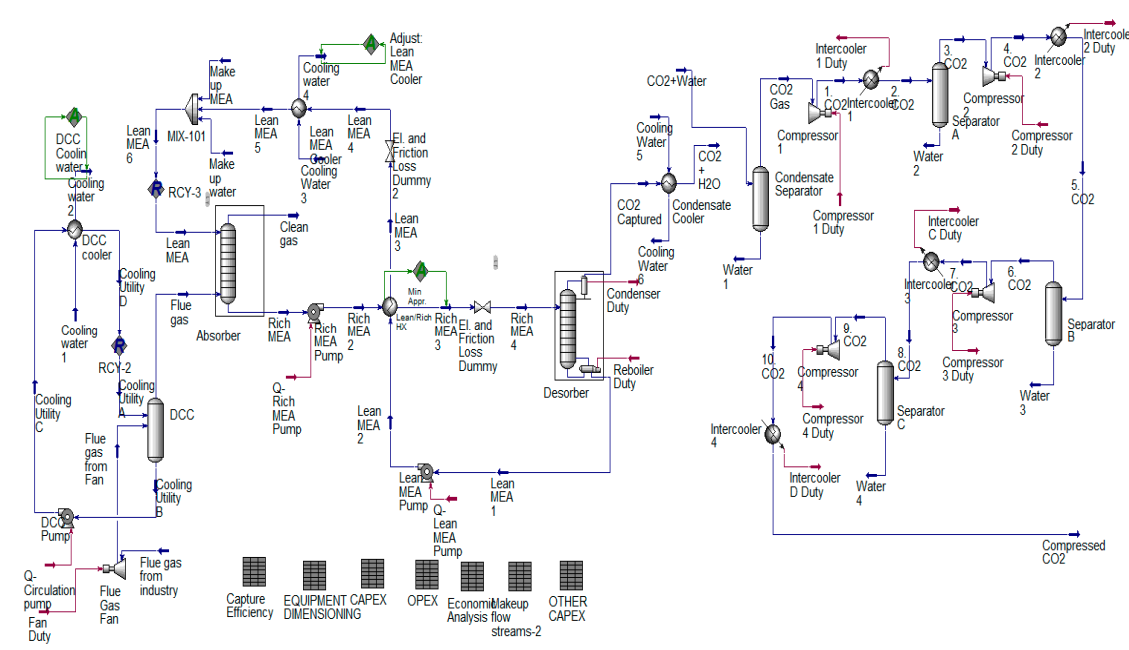 Adjust:
Lean
MEA
Cooler
Cooling
water
4
Make
up
MEA
Lean
MEA
6
MIX-101
Lean
MEA
5
Lean
MEA
4
Lean
MEA
Cooler
Cooling
Water
3
Make
up
water
El. and
Friction
Loss
Dummy
2
A
A
DCC
Coolin
water
Cooling
water
2
R
RCY-3
DCC
cooler
Lean
MEA
Clean
gas
Lean
MEA
3
Cooling
Utility
D
Flue
gas
Absorber
Cooling
water
1
R
RCY-2
Cooling
Utility
A
Cooling
Utility
C
DCC
Flue
gas
from
Fan
Cooling
Utility
B
DCC
Pump
Q-
Circulation
pump
Fan
Duty
Flue
Gas
Fan
Flue gas
from
industry
Rich
MEA
Rich
MEA
Pump
Rich
MEA
2
Q-
Rich
MEA
Pump
A
Min
Appr.
Lean/Rich
HX
Rich
MEA
3
El. and
Friction
Loss
Dummy
Rich
MEA
4
Lean
MEA
2
Lean
MEA
Pump
Q-
Lean
MEA
Pump
Lean
MEA
1
Desorber
Condenser
Duty
Reboiler
Duty
CO2
Captured
CO2+Water
Cooling
Water
5
CO2
+
H2O
Condensate
Cooler
Cooling
Water
6
Condensate
Separator
Water
1
CO2
Gas
Compressor
1
1.
CO2
Compressor
1 Duty
Intercooler
1 Duty
Intercooler
1
2.
CO2
Separator
A
Water
2
3.
CO2
Compressor
2
4.
CO2
Compressor
2 Duty
Intercooler
2
Intercooler
2 Duty
5.
CO2
Separator
B
Water
3
6.
CO2
Compressor
3
Compressor
3 Duty
7.
CO2
Intercooler
C Duty
Intercooler
3
8.
CO2
Separator
C
Water
4
9.
CO2
Compressor
4
Compressor
4 Duty
10.
CO2
Intercooler
4
Intercooler
D Duty
Compressed
CO2
Capture
Efficiency
EQUIPMENT
DIMENSIONING
CAPEX
OPEX
Economic
Analysis
Makeup
flow
streams-2
OTHER
CAPEX